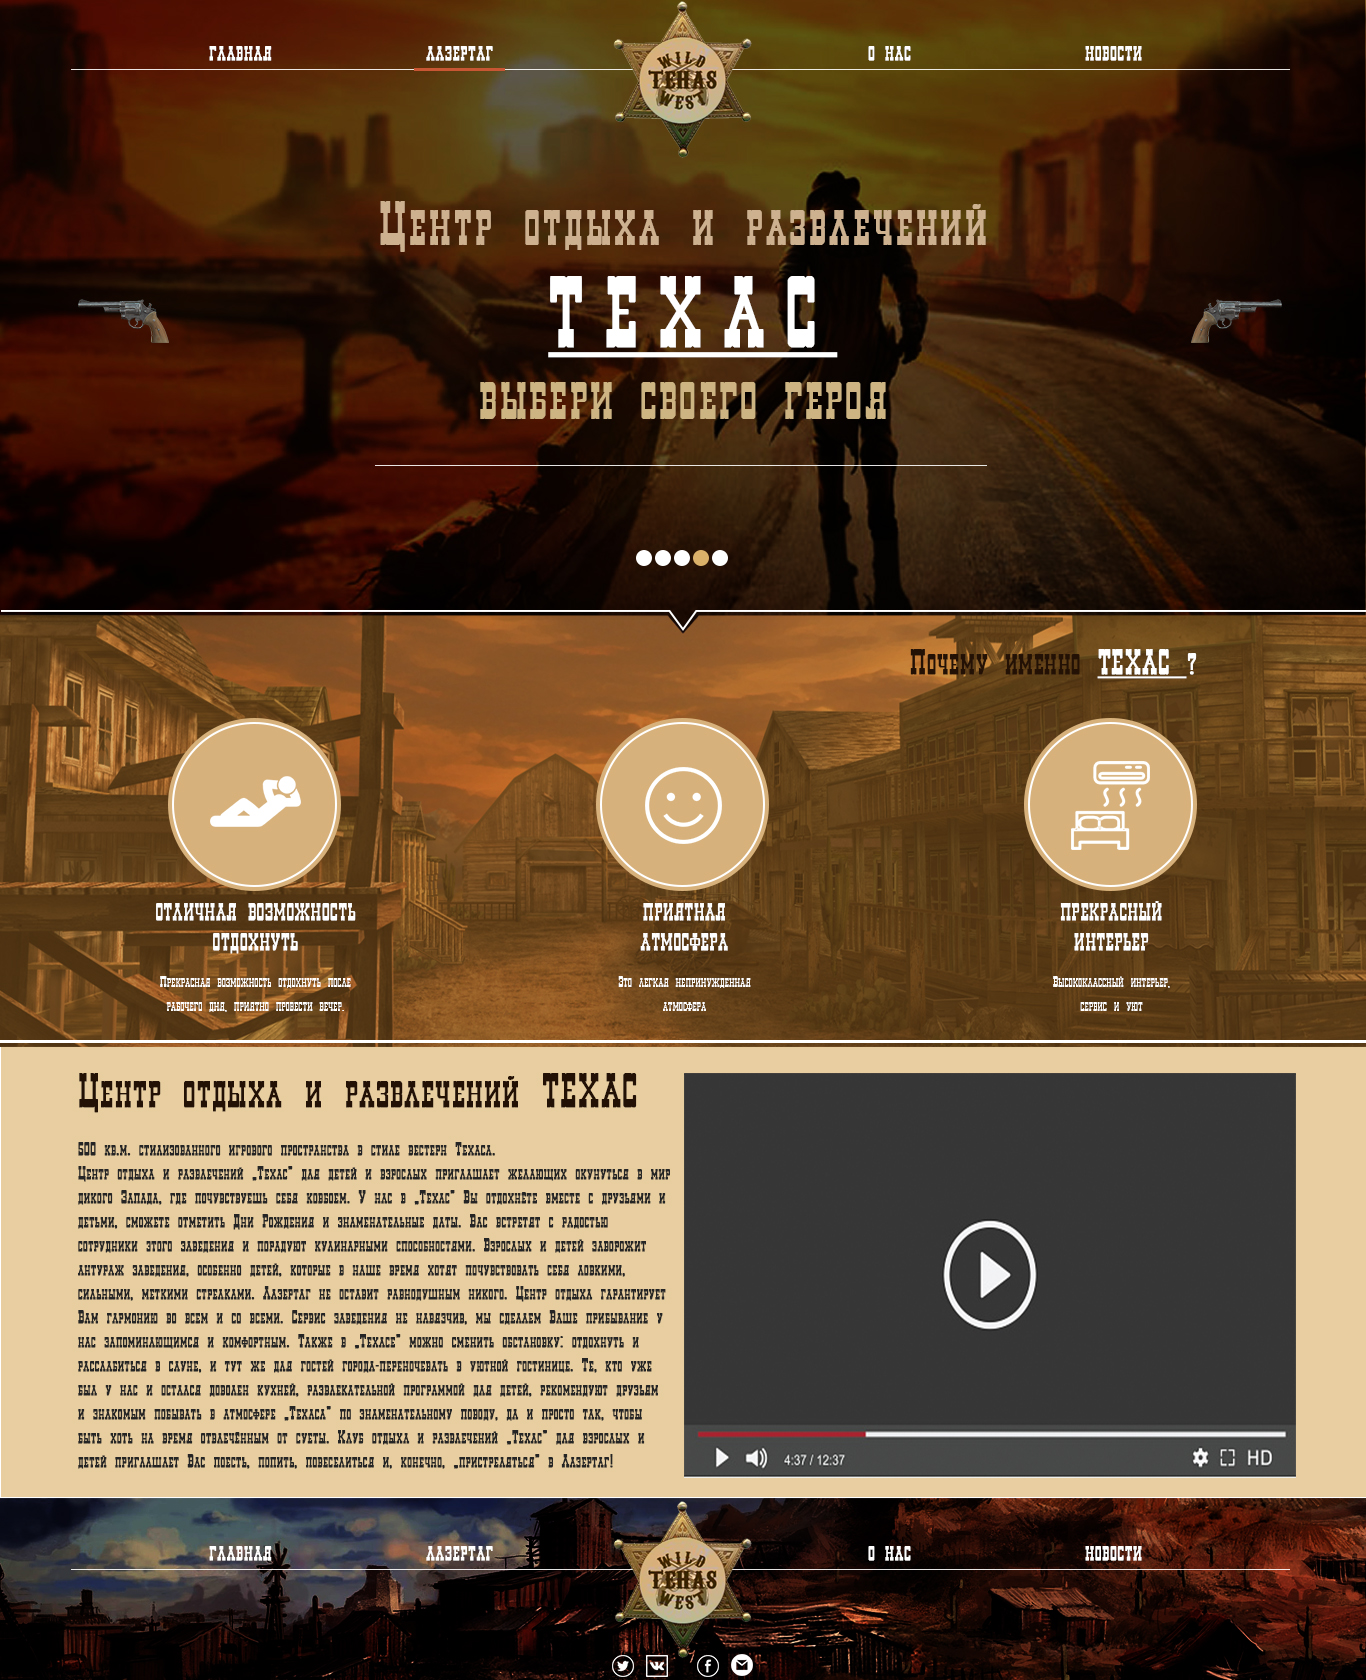 ГЛАВНАЯ
ЛАЗЕРТАГ
WILD
TEHAS
WEST
О НАС
НОВОСТИ
Центр отдыха и развлечений
ТЕХАС
выбери своего героя
Почему именно ТЕХАС ?
ОТЛИЧНАЯ ВОЗМОЖНОСТЬ
ОТДОХНУТЬ
Прекрасная возможность отдохнуть после
рабочего дня, приятно провести вечер.
ПРИЯТНАЯ
АТМОСФЕРА
Это легкая непринужденная
атмосфера
ПРЕКРАСНЫЙ
ИНТЕРЬЕР
Высококлассный интерьер,
сервис и уют
Центр отдыха и развлечений ТЕХАС
500 кв.м. стилизованного игрового пространства в стиле вестерн Техаса.
Центр отдыха и развлечений „Техас" для детей и взрослых приглашает желающих окунуться в мир
дикого Запада, где почувствуешь себя ковбоем. У нас в „Техас" Вы отдохнёте вместе с друзьями и
детьми, сможете отметить Дни Рождения и знаменательные даты. Вас встретят с радостью
сотрудники этого заведения и порадуют кулинарными способностями. Взрослых и детей заворожит
антураж заведения, особенно детей, которые в наше время хотят почувствовать себя ловкими,
сильными, меткими стрелками. Лазертаг не оставит равнодушным никого. Центр отдыха гарантирует
Вам гармонию во всем и со всеми. Сервис заведения не навязчив, мы сделаем Ваше прибывание у
нас запоминающимся и комфортным. Также в „Техасе" можно сменить обстановку: отдохнуть и
расслабиться в сауне, и тут же для гостей города-переночевать в уютной гостинице. Те, кто уже
был у нас и остался доволен кухней, развлекательной программой для детей, рекомендуют друзьям
и знакомым побывать в атмосфере „Техаса" по знаменательному поводу, да и просто так, чтобы
быть хоть на время отвлечённым от суеты. Клуб отдыха и развлечений „Техас" для взрослых и
детей приглашает Вас поесть, попить, повеселиться и, конечно, „пристреляться" в Лазертаг!
4:37 / 12:37
HD
ГЛАВНАЯ
ЛАЗЕРТАГ
WILD
TEHAS
WEST
О НАС
НОВОСТИ